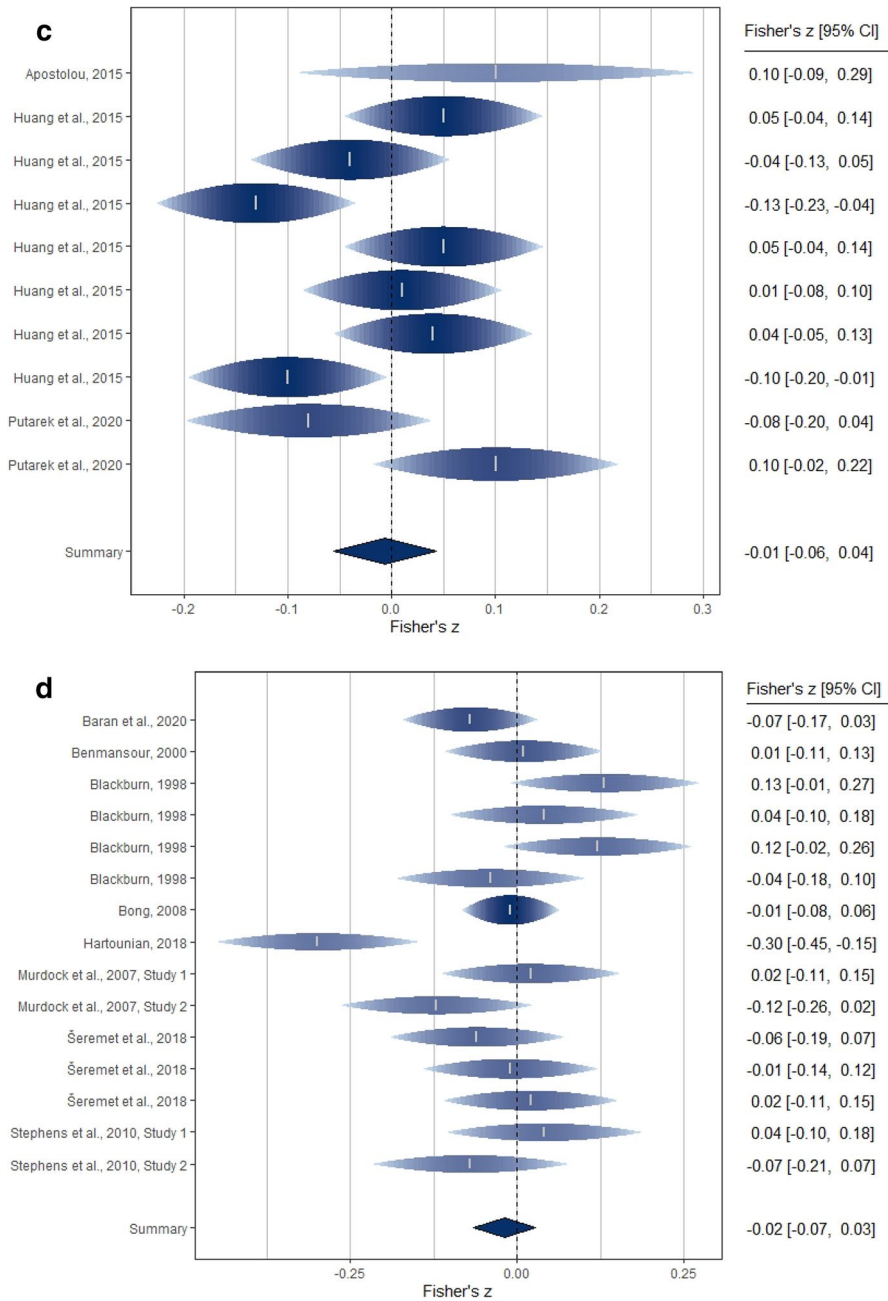 c
Fisher's z [95% CI]
Apostolou, 2015 0.10 [-0.09, 0.29]
Huang et al., 2015 0.05 [-0.04, 0.14]
Huang et al., 2015 -0.04 [-0.13, 0.05]
Huang et al., 2015 -0.13 [-0.23, -0.04]
Huang et al., 2015 0.05 [-0.04, 0.14]
Huang et al., 2015 0.01 [-0.08, 0.10]
Huang et al., 2015 0.04 [-0.05, 0.13]
Huang et al., 2015 -0.10 [-0.20, -0.01]
Putarek et al., 2020 -0.08 [-0.20, 0.04]
Putarek et al., 2020 0.10 [-0.02, 0.22]
Summary -0.01 [-0.06, 0.04]
-0.2 -0.1 0.0 0.1 0.2 0.3
Fisher's z
d
Fisher's z [95% CI]
Baran et al., 2020 -0.07 [-0.17, 0.03]
Benmansour, 2000 0.01 [-0.11, 0.13]
Blackburn, 1998 0.13 [-0.01, 0.27]
Blackburn, 1998 0.04 [-0.10, 0.18]
Blackburn, 1998 0.12 [-0.02, 0.26]
Blackburn, 1998 -0.04 [-0.18, 0.10]
Bong, 2008 -0.01 [-0.08, 0.06]
Hartounian, 2018 -0.30 [-0.45, -0.15]
Murdock et al., 2007, Study 1 0.02 [-0.11, 0.15]
Murdock et al., 2007, Study 2 -0.12 [-0.26, 0.02]
Šeremet et al., 2018 -0.06 [-0.19, 0.07]
Šeremet et al., 2018 -0.01 [-0.14, 0.12]
Šeremet et al., 2018 0.02 [-0.11, 0.15]
Stephens et al., 2010, Study 1 0.04 [-0.10, 0.18]
Stephens et al., 2010, Study 2 -0.07 [-0.21, 0.07]
Summary -0.02 [-0.07, 0.03]
-0.25 0.00 0.25
Fisher's z